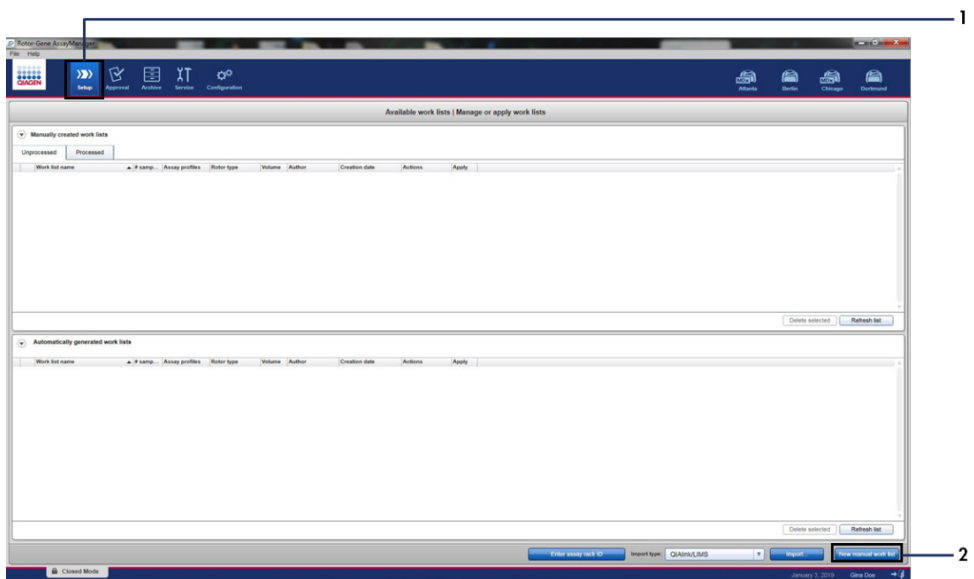 1
Rotor-Gene AssayManager
File Help
QIAGEN
Setup Approval Archive Service Configuration
Atlanta Berlin Chicago Dortmund
Available work lists | Manage or apply work lists
Manually created work lists
Unprocessed Processed
Work list name # samp... Assay profiles Rotor type Volume Author Creation date Actions Apply
Delete selected Refresh list
Automatically generated work lists
Work list name # samp... Assay profiles Rotor type Volume Author Creation date Actions Apply
Delete selected Refresh list
Enter assay rack ID Import type: QIAlink/LIMS Import... New manual work list
2
Closed Mode
January 3, 2019 Gina Doe